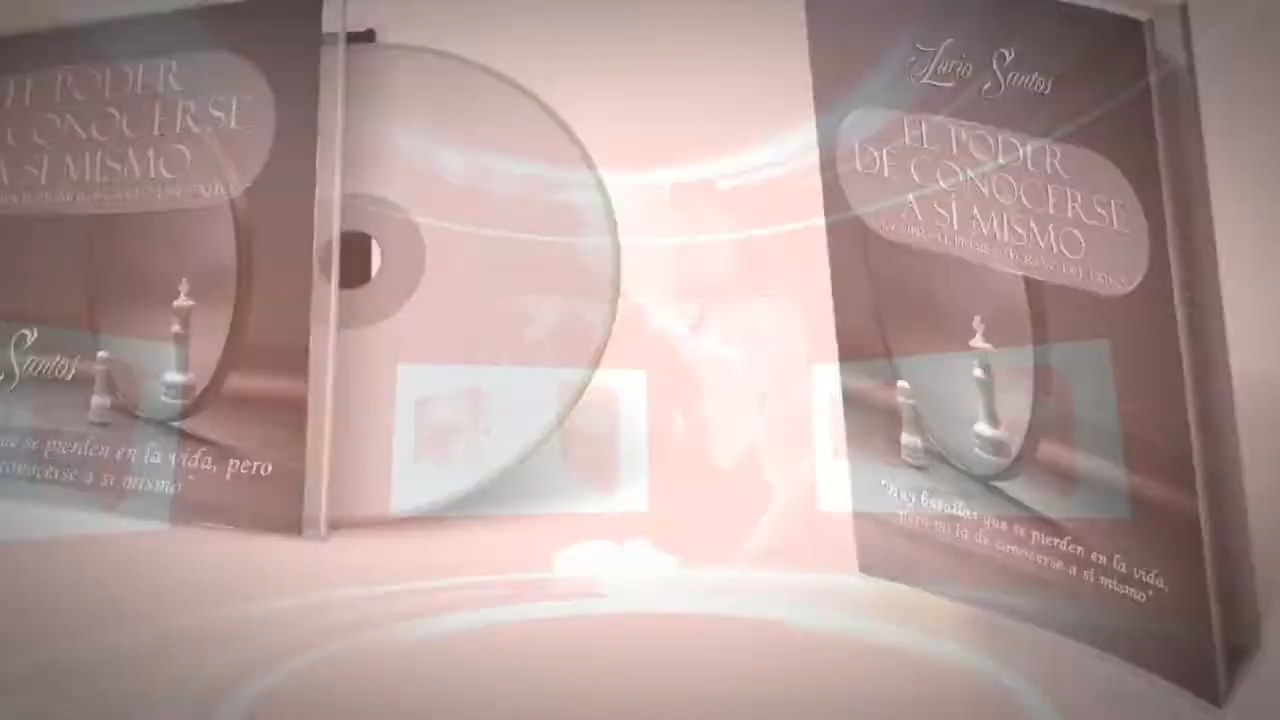 EL PODER
CONOCERSE
A SÍ MISMO
Santos
que se pierden en la vida, pero
conocerse a sí mismo"
Santos
EL PODER
DE CONOCERSE
A SÍ MISMO
"Hay batallas que se pierden en la vida,
pero no la de conocerse a sí mismo"